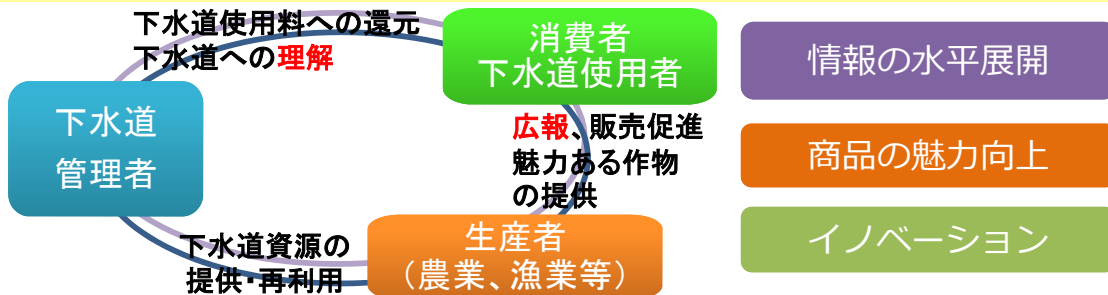 下水道使用料への還元
下水道への理解
消費者
下水道使用者
下水道
管理者
広報、販売促進
魅力ある作物
の提供
下水道資源の
提供・再利用
生産者
（農業、漁業等）
情報の水平展開
商品の魅力向上
イノベーション